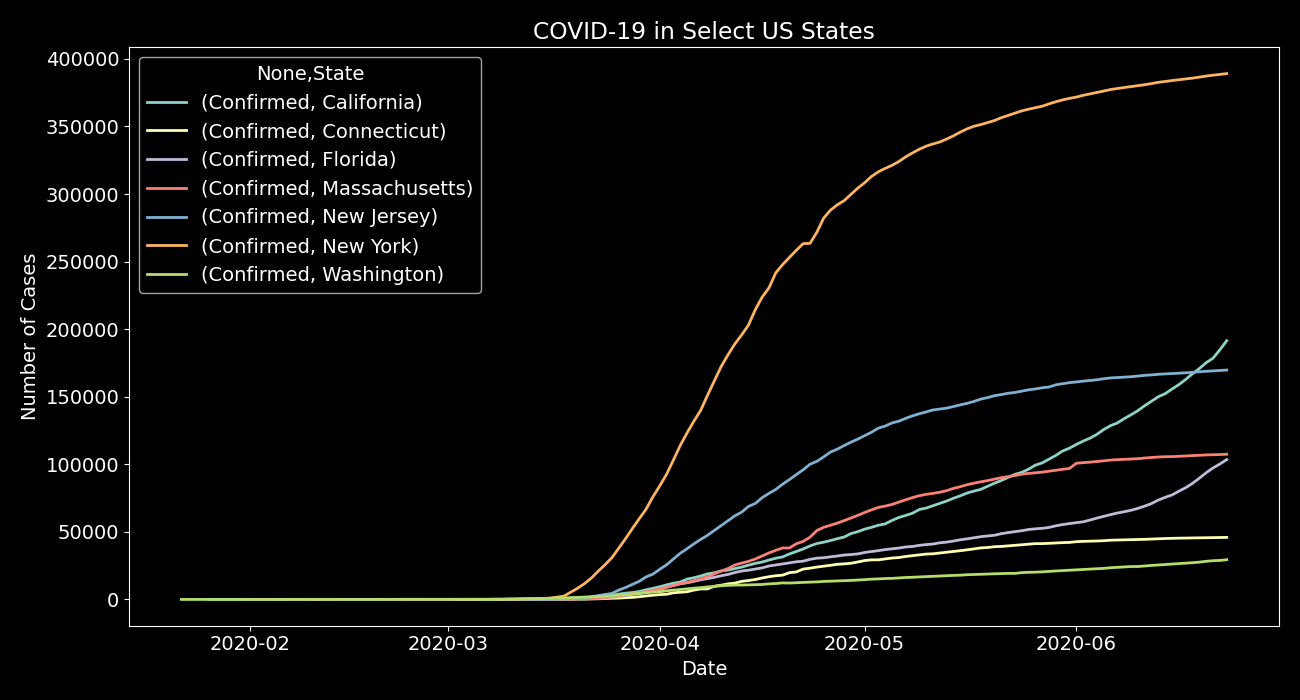 COVID-19 in Select US States
400000
350000
300000
250000
200000
150000
100000
50000
0
Number of Cases
None,State
(Confirmed, California)
(Confirmed, Connecticut)
(Confirmed, Florida)
(Confirmed, Massachusetts)
(Confirmed, New Jersey)
(Confirmed, New York)
(Confirmed, Washington)
2020-02
2020-03
2020-04
2020-05
2020-06
Date